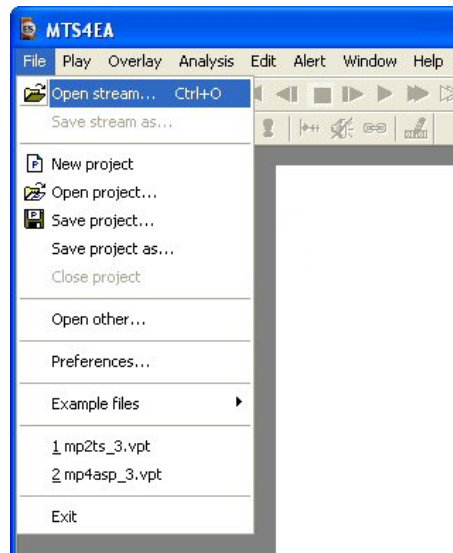 MTS4EA
File Play Overlay Analysis Edit Alert Window Help
Open stream... Ctrl+O
Save stream as...
New project
Open project...
Save project...
Save project as...
Close project
Open other...
Preferences...
Example files
1 mp2ts_3.vpt
2 mp4asp_3.vpt
Exit